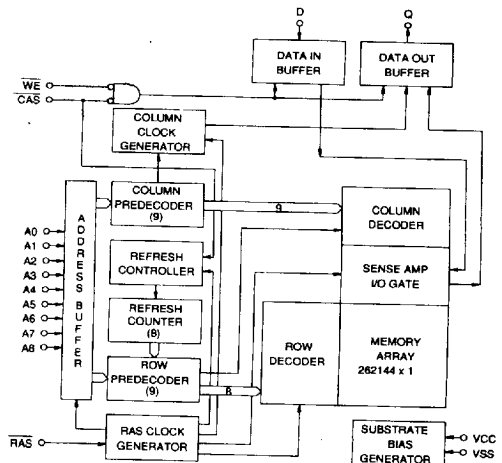 D
Q
DATA IN
BUFFER
DATA OUT
BUFFER
WE
CAS
COLUMN
CLOCK
GENERATOR
COLUMN
PREDECODER
(9)
9
COLUMN
DECODER
A0
A1
A2
A3
A4
A5
A6
A7
A8
ADDRESS BUFFER
REFRESH
CONTROLLER
SENSE AMP
I/O GATE
REFRESH
COUNTER
(8)
ROW
DECODER
MEMORY
ARRAY
262144 x 1
ROW
PREDECODER
(9)
8
RAS
RAS CLOCK
GENERATOR
SUBSTRATE
BIAS
GENERATOR
VCC
VSS